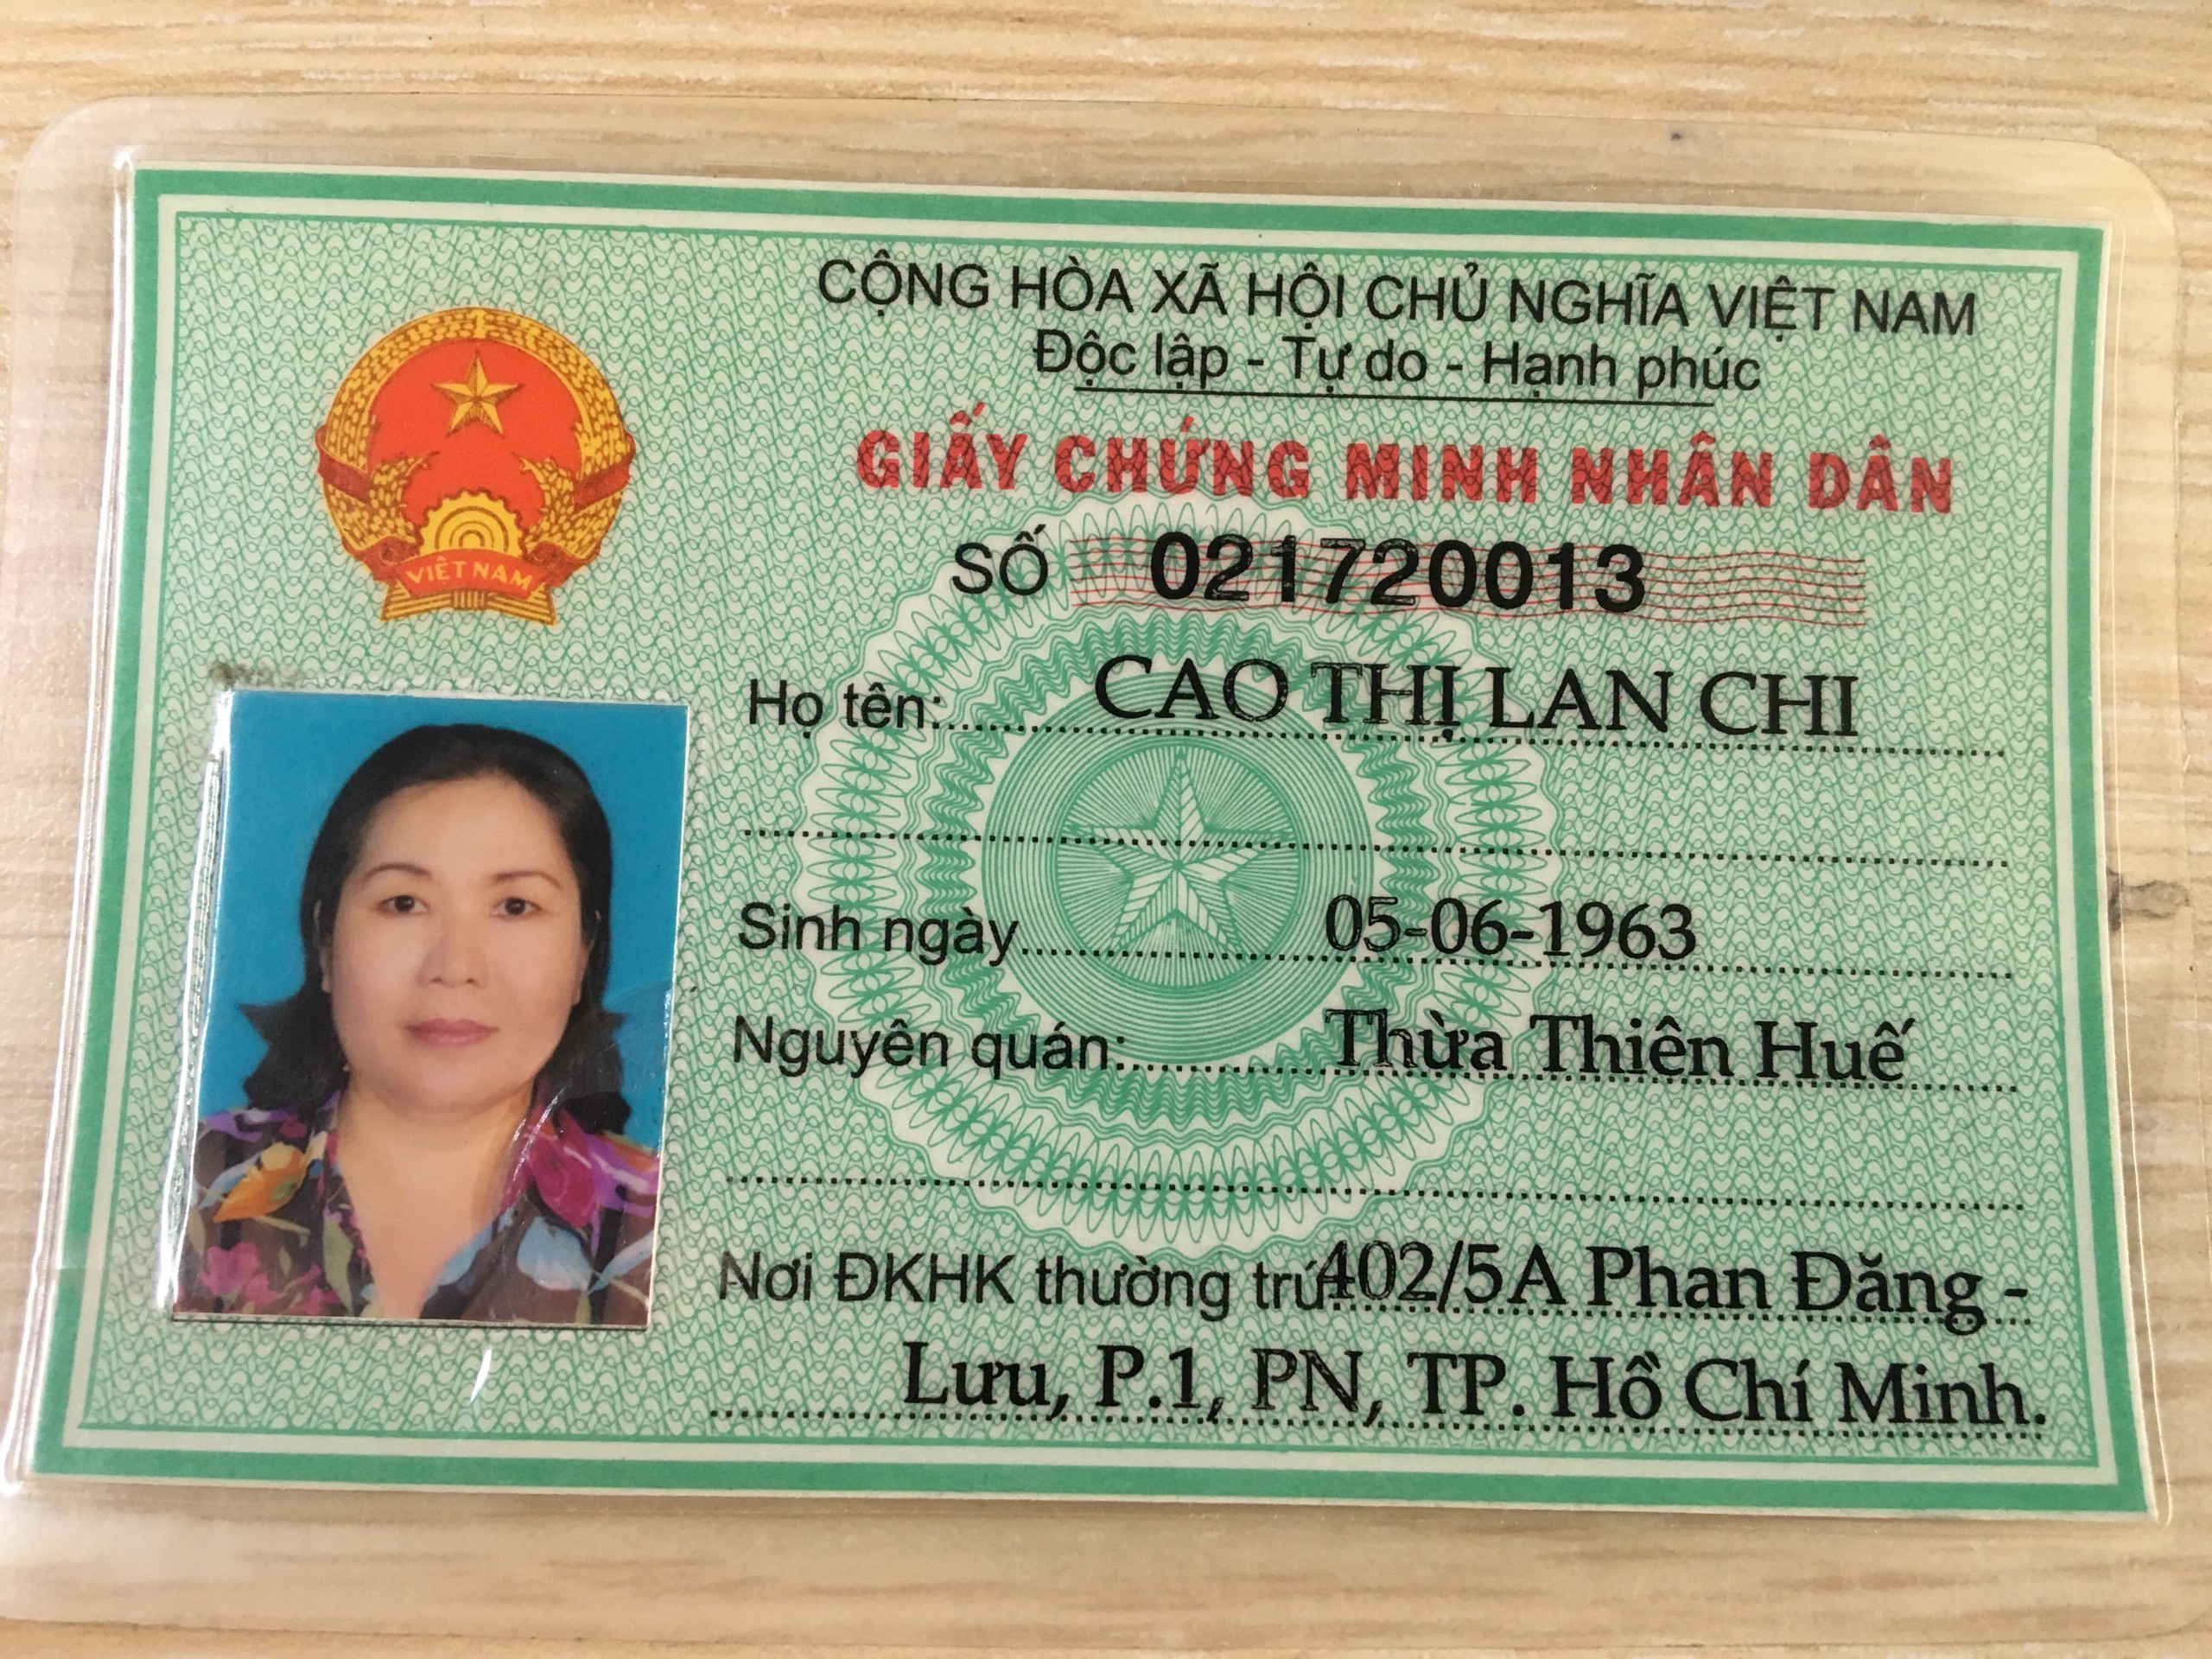 CỘNG HÒA XÃ HỘI CHỦ NGHĨA VIỆT NAM
Độc lập - Tự do - Hạnh phúc
GIẤY CHỨNG MINH NHÂN DÂN
SỐ 021720013
VIỆT NAM
Họ tên: CAO THỊ LAN CHI
Sinh ngày 05-06-1963
Nguyên quán: Thừa Thiên Huế
Nơi ĐKHK thường trú: 402/5A Phan Đăng -
Lưu, P.1, PN, TP. Hồ Chí Minh.